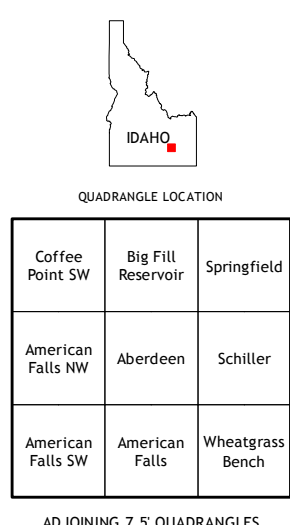 IDAHO
QUADRANGLE LOCATION
Coffee
Point SW
Big Fill
Reservoir
Springfield
American
Falls NW
Aberdeen
Schiller
American
Falls SW
American
Falls
Wheatgrass
Bench
ADJOINING 7.5' QUADRANGLES